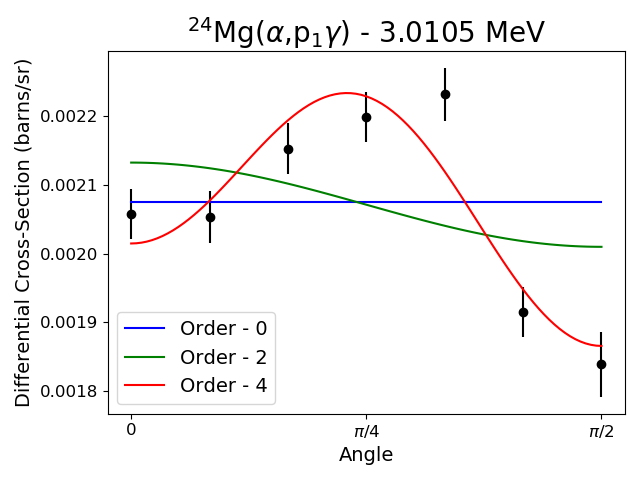 ²⁴Mg(α,p₁γ) - 3.0105 MeV
Differential Cross-Section (barns/sr)
0.0022
0.0021
0.0020
0.0019
0.0018
Order - 0
Order - 2
Order - 4
0 π/4 π/2
Angle